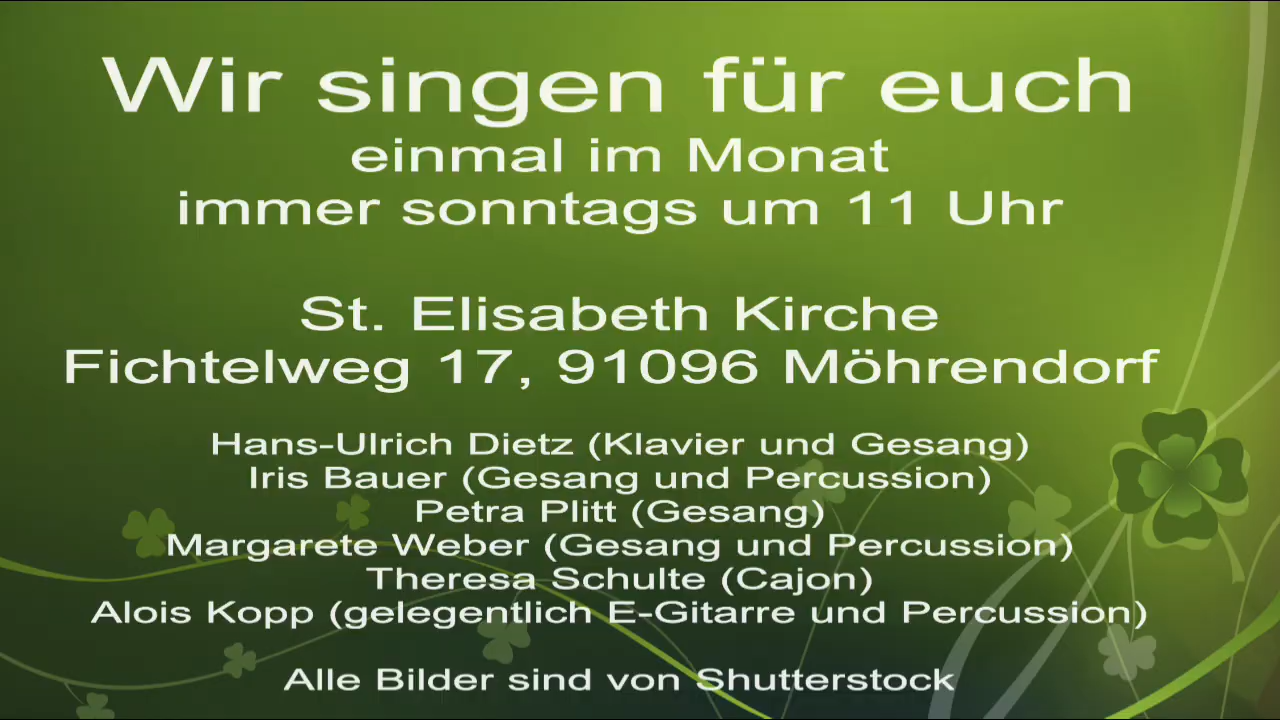 Wir singen für euch
einmal im Monat
immer sonntags um 11 Uhr
St. Elisabeth Kirche
Fichtelweg 17, 91096 Möhrendorf
Hans-Ulrich Dietz (Klavier und Gesang)
Iris Bauer (Gesang und Percussion)
Petra Plitt (Gesang)
Margarete Weber (Gesang und Percussion)
Theresa Schulte (Cajon)
Alois Kopp (gelegentlich E-Gitarre und Percussion)
Alle Bilder sind von Shutterstock